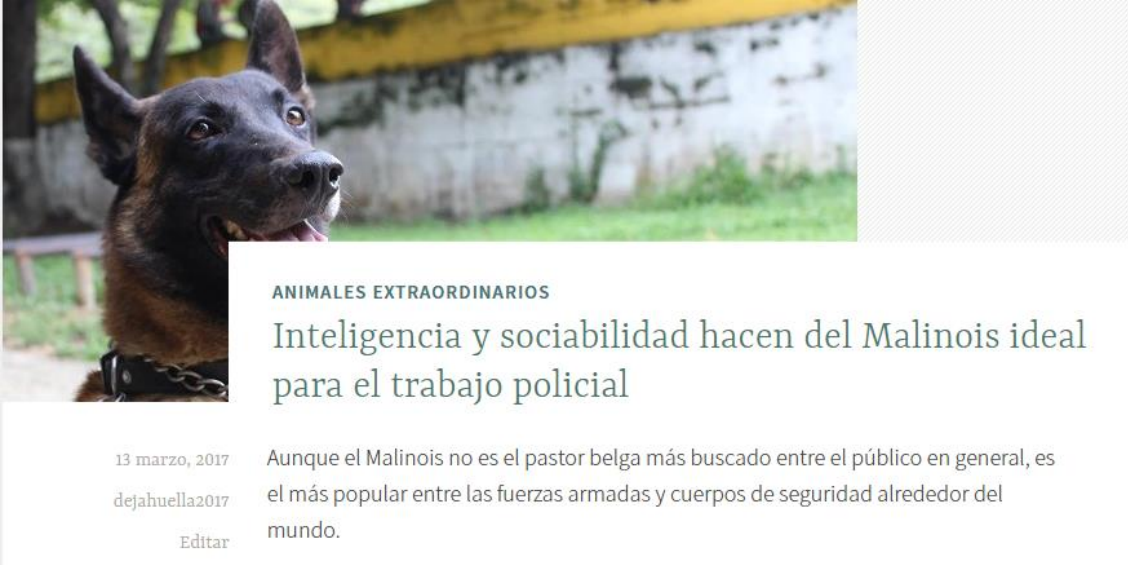 ANIMALES EXTRAORDINARIOS
Inteligencia y sociabilidad hacen del Malinois ideal
para el trabajo policial
13 marzo, 2017
dejahuella2017
Editar
Aunque el Malinois no es el pastor belga más buscado entre el público en general, es
el más popular entre las fuerzas armadas y cuerpos de seguridad alrededor del
mundo.